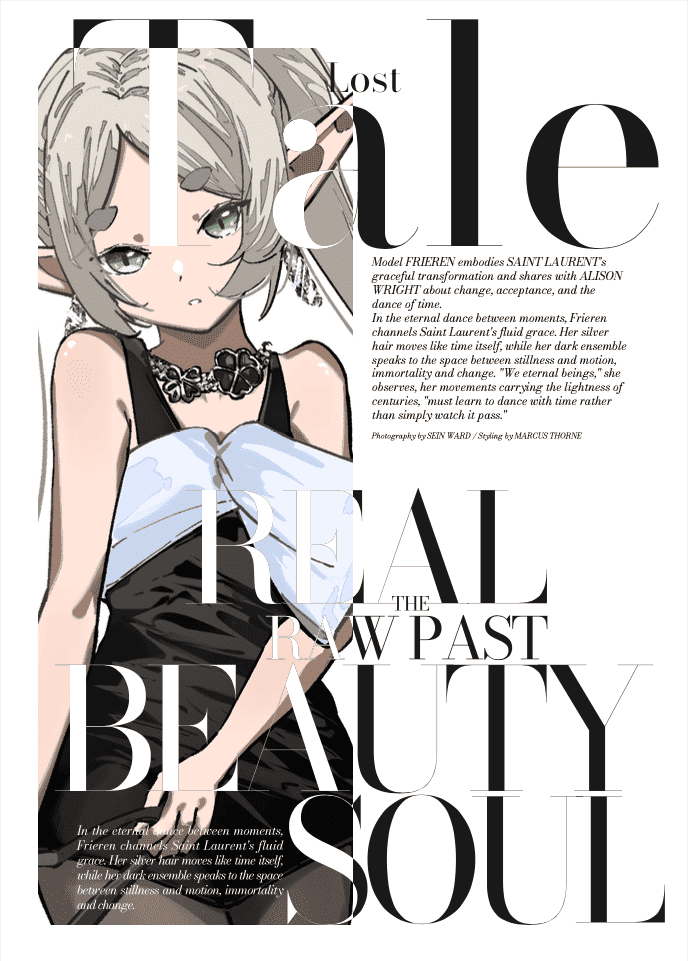 Lost
Tale
Model FRIEREN embodies SAINT LAURENT's
graceful transformation and shares with ALISON
WRIGHT about change, acceptance, and the
dance of time.
In the eternal dance between moments, Frieren
channels Saint Laurent's fluid grace. Her silver
hair moves like time itself, while her dark ensemble
speaks to the space between stillness and motion,
immortality and change. "We eternal beings," she
observes, her movements carrying the lightness of
centuries, "must learn to dance with time rather
than simply watch it pass."
Photography by SEIN WARD / Styling by MARCUS THORNE
REAL
THE
RAW PAST
BEAUTY
SOUL
In the eternal dance between moments,
Frieren channels Saint Laurent's fluid
grace. Her silver hair moves like time itself,
while her dark ensemble speaks to the space
between stillness and motion, immortality
and change.